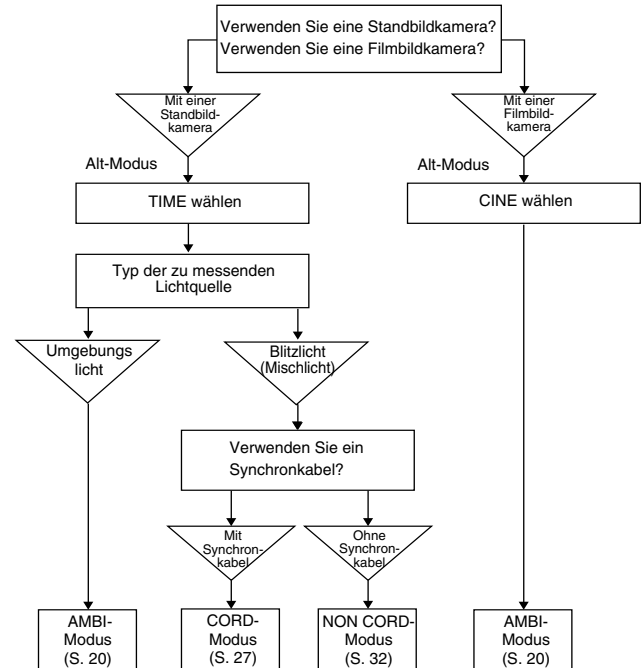 Verwenden Sie eine Standbildkamera?
Verwenden Sie eine Filmbildkamera?
Mit einer
Standbild-
kamera
Mit einer
Filmbild-
kamera
Alt-Modus
Alt-Modus
TIME wählen
CINE wählen
Typ der zu messenden
Lichtquelle
Umgebungs
licht
Blitzlicht
(Mischlicht)
Verwenden Sie ein
Synchronkabel?
Mit
Synchron-
kabel
Ohne
Synchron-
kabel
AMBI-
Modus
(S. 20)
CORD-
Modus
(S. 27)
NON CORD-
Modus
(S. 32)
AMBI-
Modus
(S. 20)